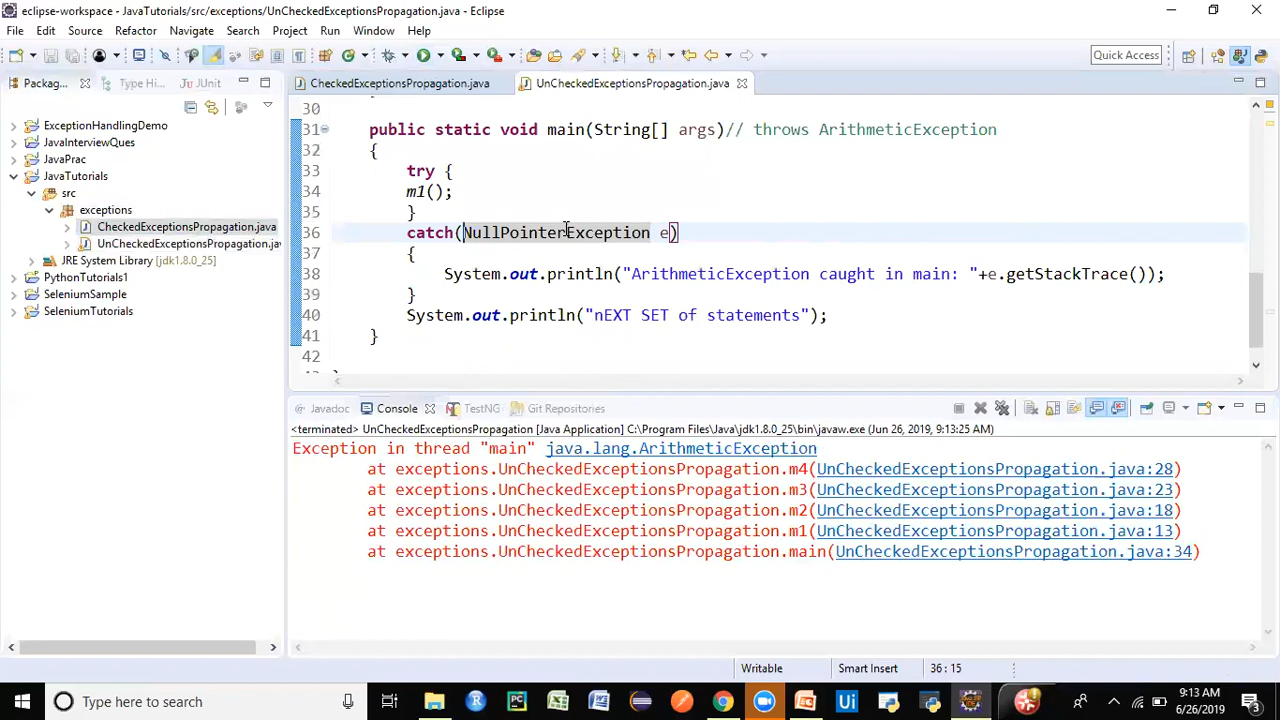 eclipse-workspace - JavaTutorials/src/exceptions/UnCheckedExceptionsPropagation.java - Eclipse
File Edit Source Refactor Navigate Search Project Run Window Help
Quick Access
Packag... Type Hi... JUnit
CheckedExceptionsPropagation.java UnCheckedExceptionsPropagation.java
ExceptionHandlingDemo
JavaInterviewQues
JavaPrac
JavaTutorials
src
exceptions
CheckedExceptionsPropagation.java
UnCheckedExceptionsPropagation.jav
JRE System Library [jdk1.8.0_25]
PythonTutorials1
SeleniumSample
SeleniumTutorials
30
31 public static void main(String[] args)// throws ArithmeticException
32 {
33 try {
34 m1();
35 }
36 catch(NullPointerException e)
37 {
38 System.out.println("ArithmeticException caught in main: "+e.getStackTrace());
39 }
40 System.out.println("nEXT SET of statements");
41 }
42
Javadoc Console TestNG Git Repositories
<terminated> UnCheckedExceptionsPropagation [Java Application] C:\Program Files\Java\jdk1.8.0_25\bin\javaw.exe (Jun 26, 2019, 9:13:25 AM)
Exception in thread "main" java.lang.ArithmeticException
at exceptions.UnCheckedExceptionsPropagation.m4(UnCheckedExceptionsPropagation.java:28)
at exceptions.UnCheckedExceptionsPropagation.m3(UnCheckedExceptionsPropagation.java:23)
at exceptions.UnCheckedExceptionsPropagation.m2(UnCheckedExceptionsPropagation.java:18)
at exceptions.UnCheckedExceptionsPropagation.m1(UnCheckedExceptionsPropagation.java:13)
at exceptions.UnCheckedExceptionsPropagation.main(UnCheckedExceptionsPropagation.java:34)
Writable Smart Insert 36 : 15
Type here to search
9:13 AM
6/26/2019